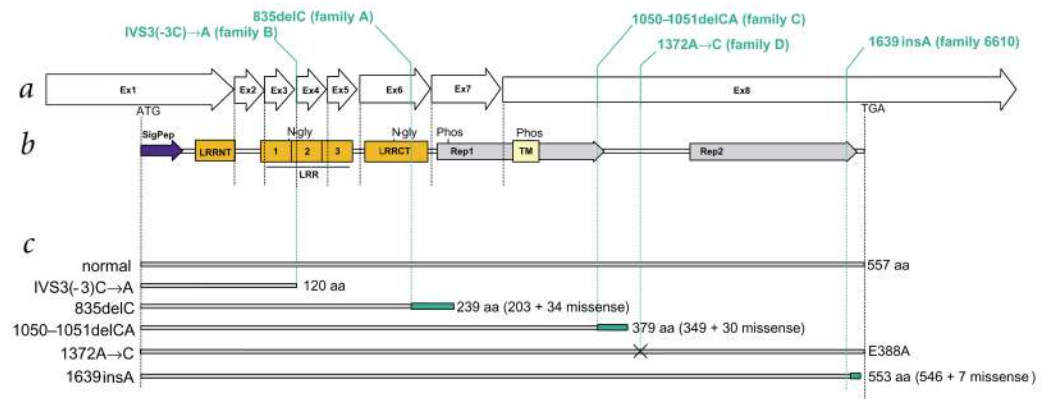 835delC (family A)
IVS3(-3C)→A (family B)
1050–1051delCA (family C)
1372A→C (family D)
1639insA (family 6610)
a
Ex1
Ex2
Ex3
Ex4
Ex5
Ex6
Ex7
Ex8
ATG
TGA
b
SigPep
LRRNT
N-gly
1
2
3
LRR
N-gly
LRRCT
Phos
Rep1
Phos
TM
Rep2
c
normal
557 aa
IVS3(-3)C→A
120 aa
835delC
239 aa (203 + 34 missense)
1050–1051delCA
379 aa (349 + 30 missense)
1372A→C
E388A
1639insA
553 aa (546 + 7 missense)